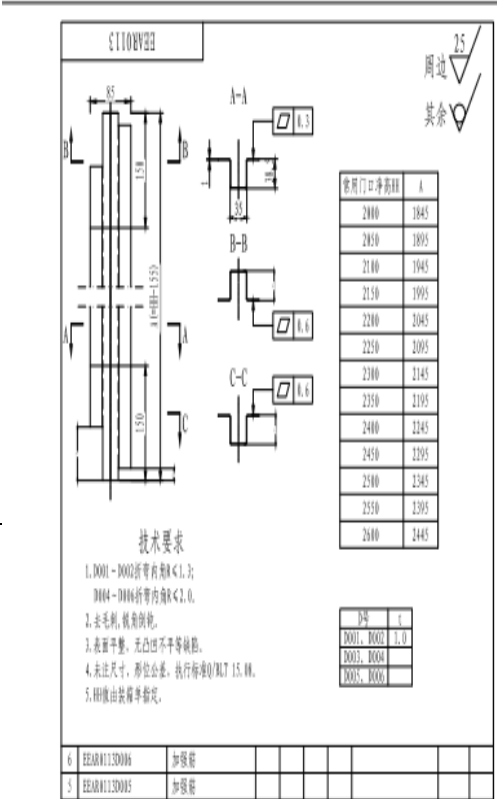 EEAR0113
25
周边
其余
85
A-A
0.3
B
B
150
35
常用门口净高HH A
2000 1845
2050 1895
2100 1945
2150 1995
2200 2045
2250 2095
2300 2145
2350 2195
2400 2245
2450 2295
2500 2345
2550 2395
2600 2445
B-B
A(=HH-155)
0.6
A
A
C-C
0.6
150
C
技术要求
1.D001~D002折弯内角R≤1.3;
D004~D006折弯内角R≤2.0.
2.去毛刺,锐角倒钝.
3.表面平整、无凸凹不平等缺陷.
4.未注尺寸、形位公差,执行标准Q/WLT 15.00.
5.HH值由装箱单指定.
D号 t
D001、D002 1.0
D003、D004
D005、D006
6 EEAR0113D006 加强筋
5 EEAR0113D005 加强筋